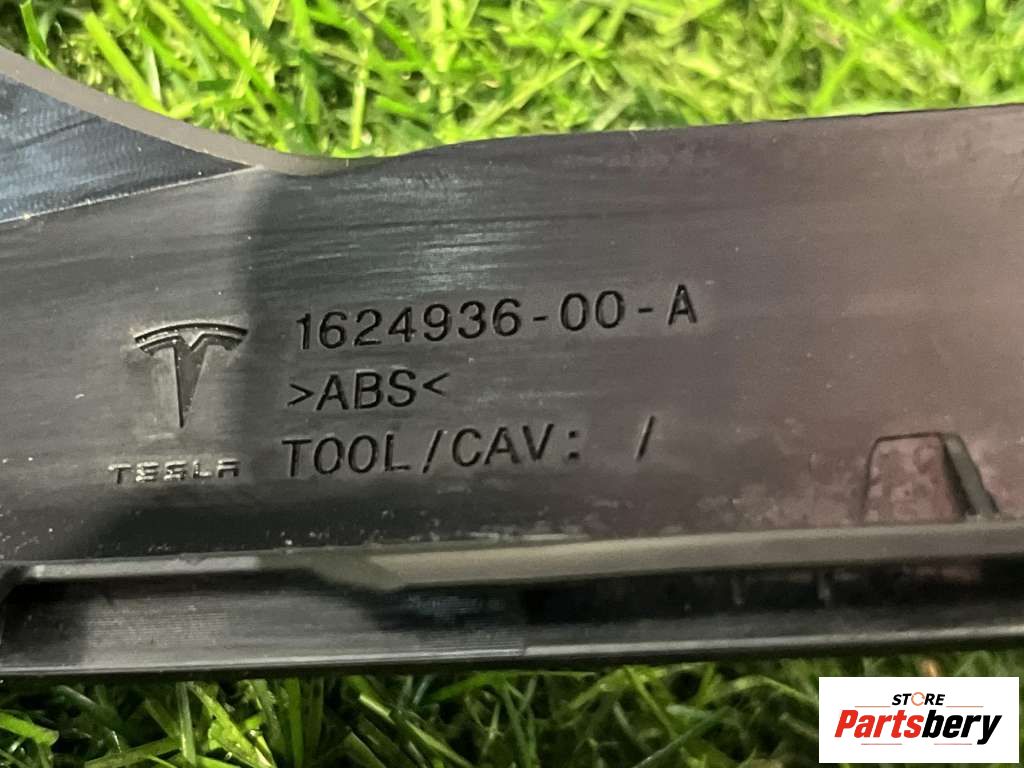 1624936-00-A
>ABS<
TOOL/CAV: /
TESLA
STORE
Partsbery